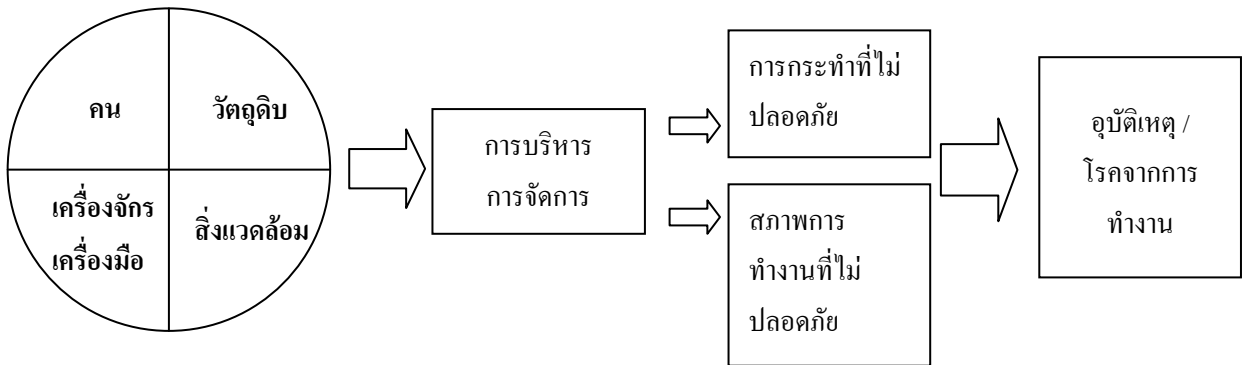 คน
วัตถุดิบ
เครื่องจักร
เครื่องมือ
สิ่งแวดล้อม
การบริหาร
การจัดการ
การกระทำที่ไม่
ปลอดภัย
สภาพการ
ทำงานที่ไม่
ปลอดภัย
อุบัติเหตุ /
โรคจากการ
ทำงาน